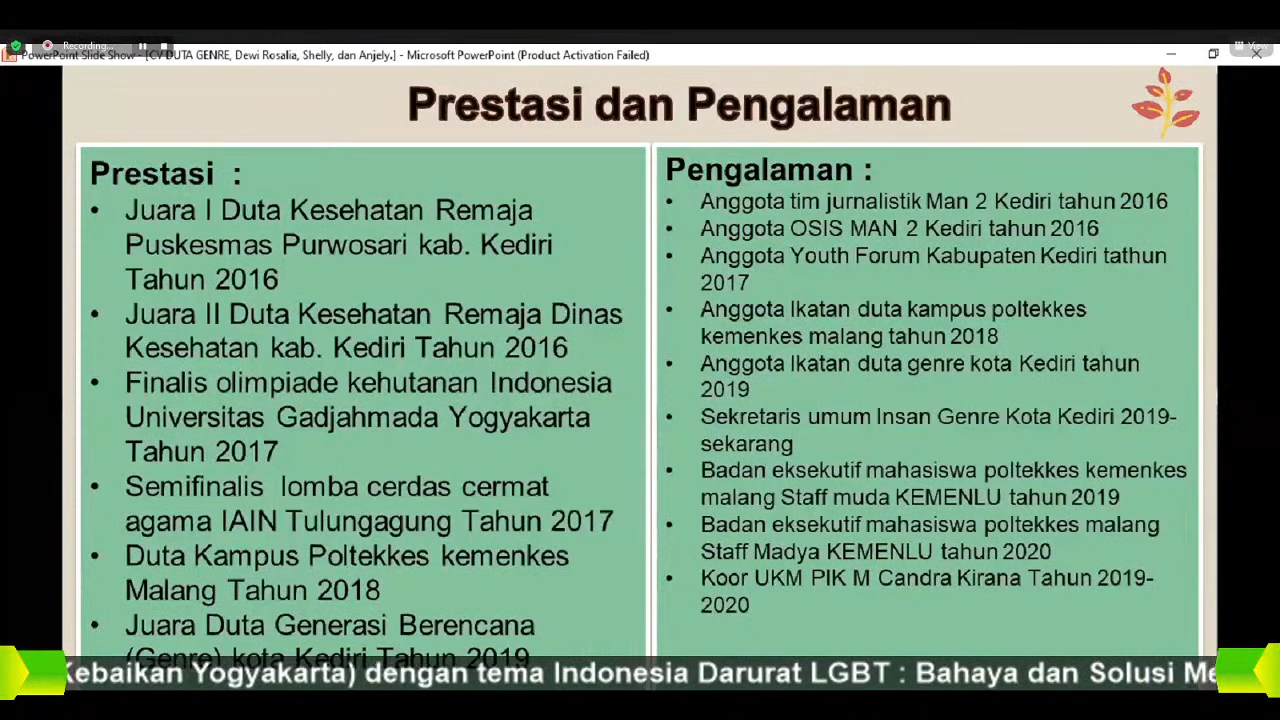 Recording...
View
PowerPoint Slide Show - [CV DUTA GENRE, Dewi Rosalia, Shelly, dan Anjely.] - Microsoft PowerPoint (Product Activation Failed)
Prestasi dan Pengalaman
Prestasi :
• Juara I Duta Kesehatan Remaja
Puskesmas Purwosari kab. Kediri
Tahun 2016
• Juara II Duta Kesehatan Remaja Dinas
Kesehatan kab. Kediri Tahun 2016
• Finalis olimpiade kehutanan Indonesia
Universitas Gadjahmada Yogyakarta
Tahun 2017
• Semifinalis lomba cerdas cermat
agama IAIN Tulungagung Tahun 2017
• Duta Kampus Poltekkes kemenkes
Malang Tahun 2018
• Juara Duta Generasi Berencana
(Genre) kota Kediri Tahun 2019
Pengalaman :
• Anggota tim jurnalistik Man 2 Kediri tahun 2016
• Anggota OSIS MAN 2 Kediri tahun 2016
• Anggota Youth Forum Kabupaten Kediri tathun
2017
• Anggota Ikatan duta kampus poltekkes
kemenkes malang tahun 2018
• Anggota Ikatan duta genre kota Kediri tahun
2019
• Sekretaris umum Insan Genre Kota Kediri 2019-
sekarang
• Badan eksekutif mahasiswa poltekkes kemenkes
malang Staff muda KEMENLU tahun 2019
• Badan eksekutif mahasiswa poltekkes malang
Staff Madya KEMENLU tahun 2020
• Koor UKM PIK M Candra Kirana Tahun 2019-
2020
Kebaikan Yogyakarta) dengan tema Indonesia Darurat LGBT : Bahaya dan Solusi Me